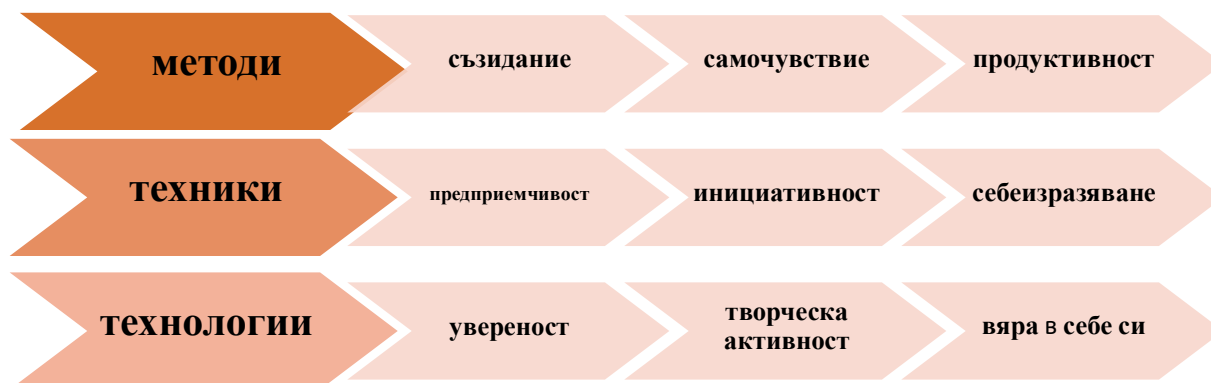 методи
съзидание
самочувствие
продуктивност
техники
предприемчивост
инициативност
себеизразяване
технологии
увереност
творческа
активност
вяра в себе си